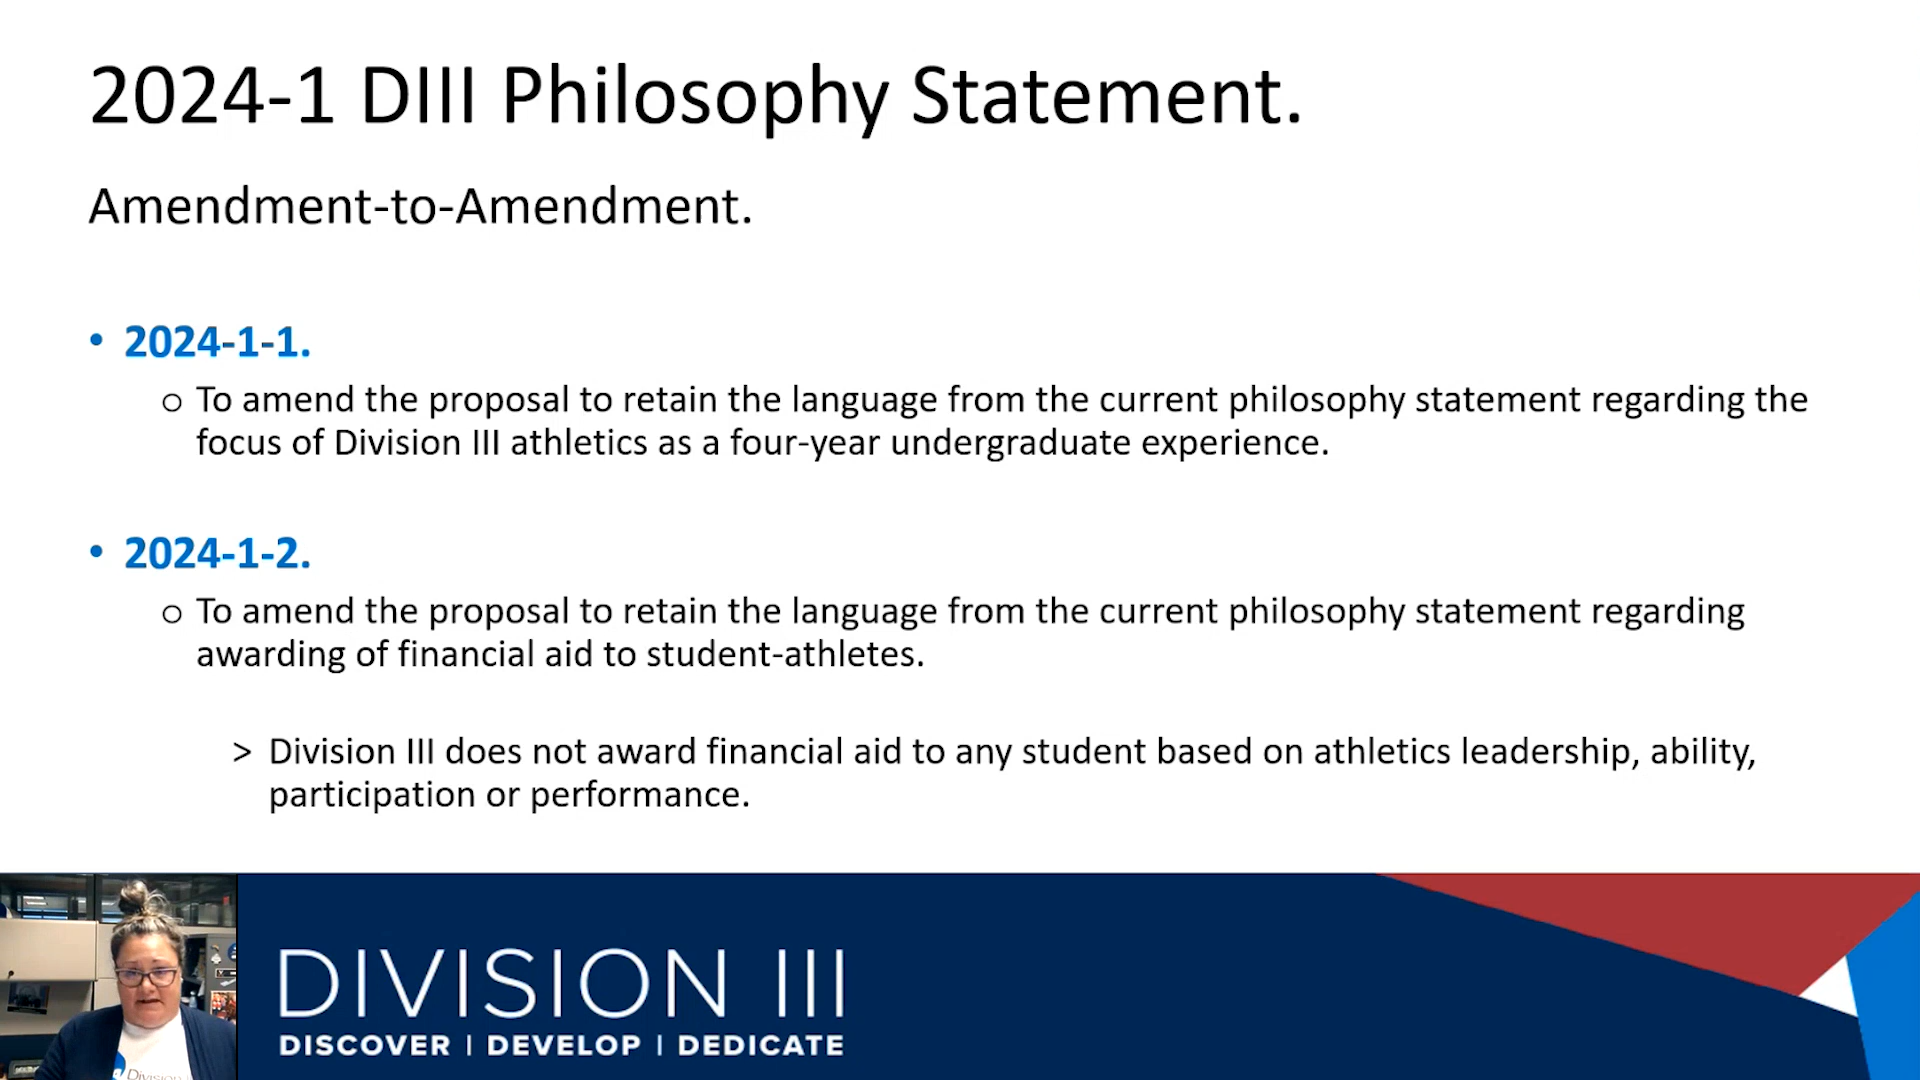 2024-1 DIII Philosophy Statement.
Amendment-to-Amendment.
• 2024-1-1.
o To amend the proposal to retain the language from the current philosophy statement regarding the
focus of Division III athletics as a four-year undergraduate experience.
• 2024-1-2.
o To amend the proposal to retain the language from the current philosophy statement regarding
awarding of financial aid to student-athletes.
> Division III does not award financial aid to any student based on athletics leadership, ability,
participation or performance.
DIVISION III
DISCOVER | DEVELOP | DEDICATE
Division